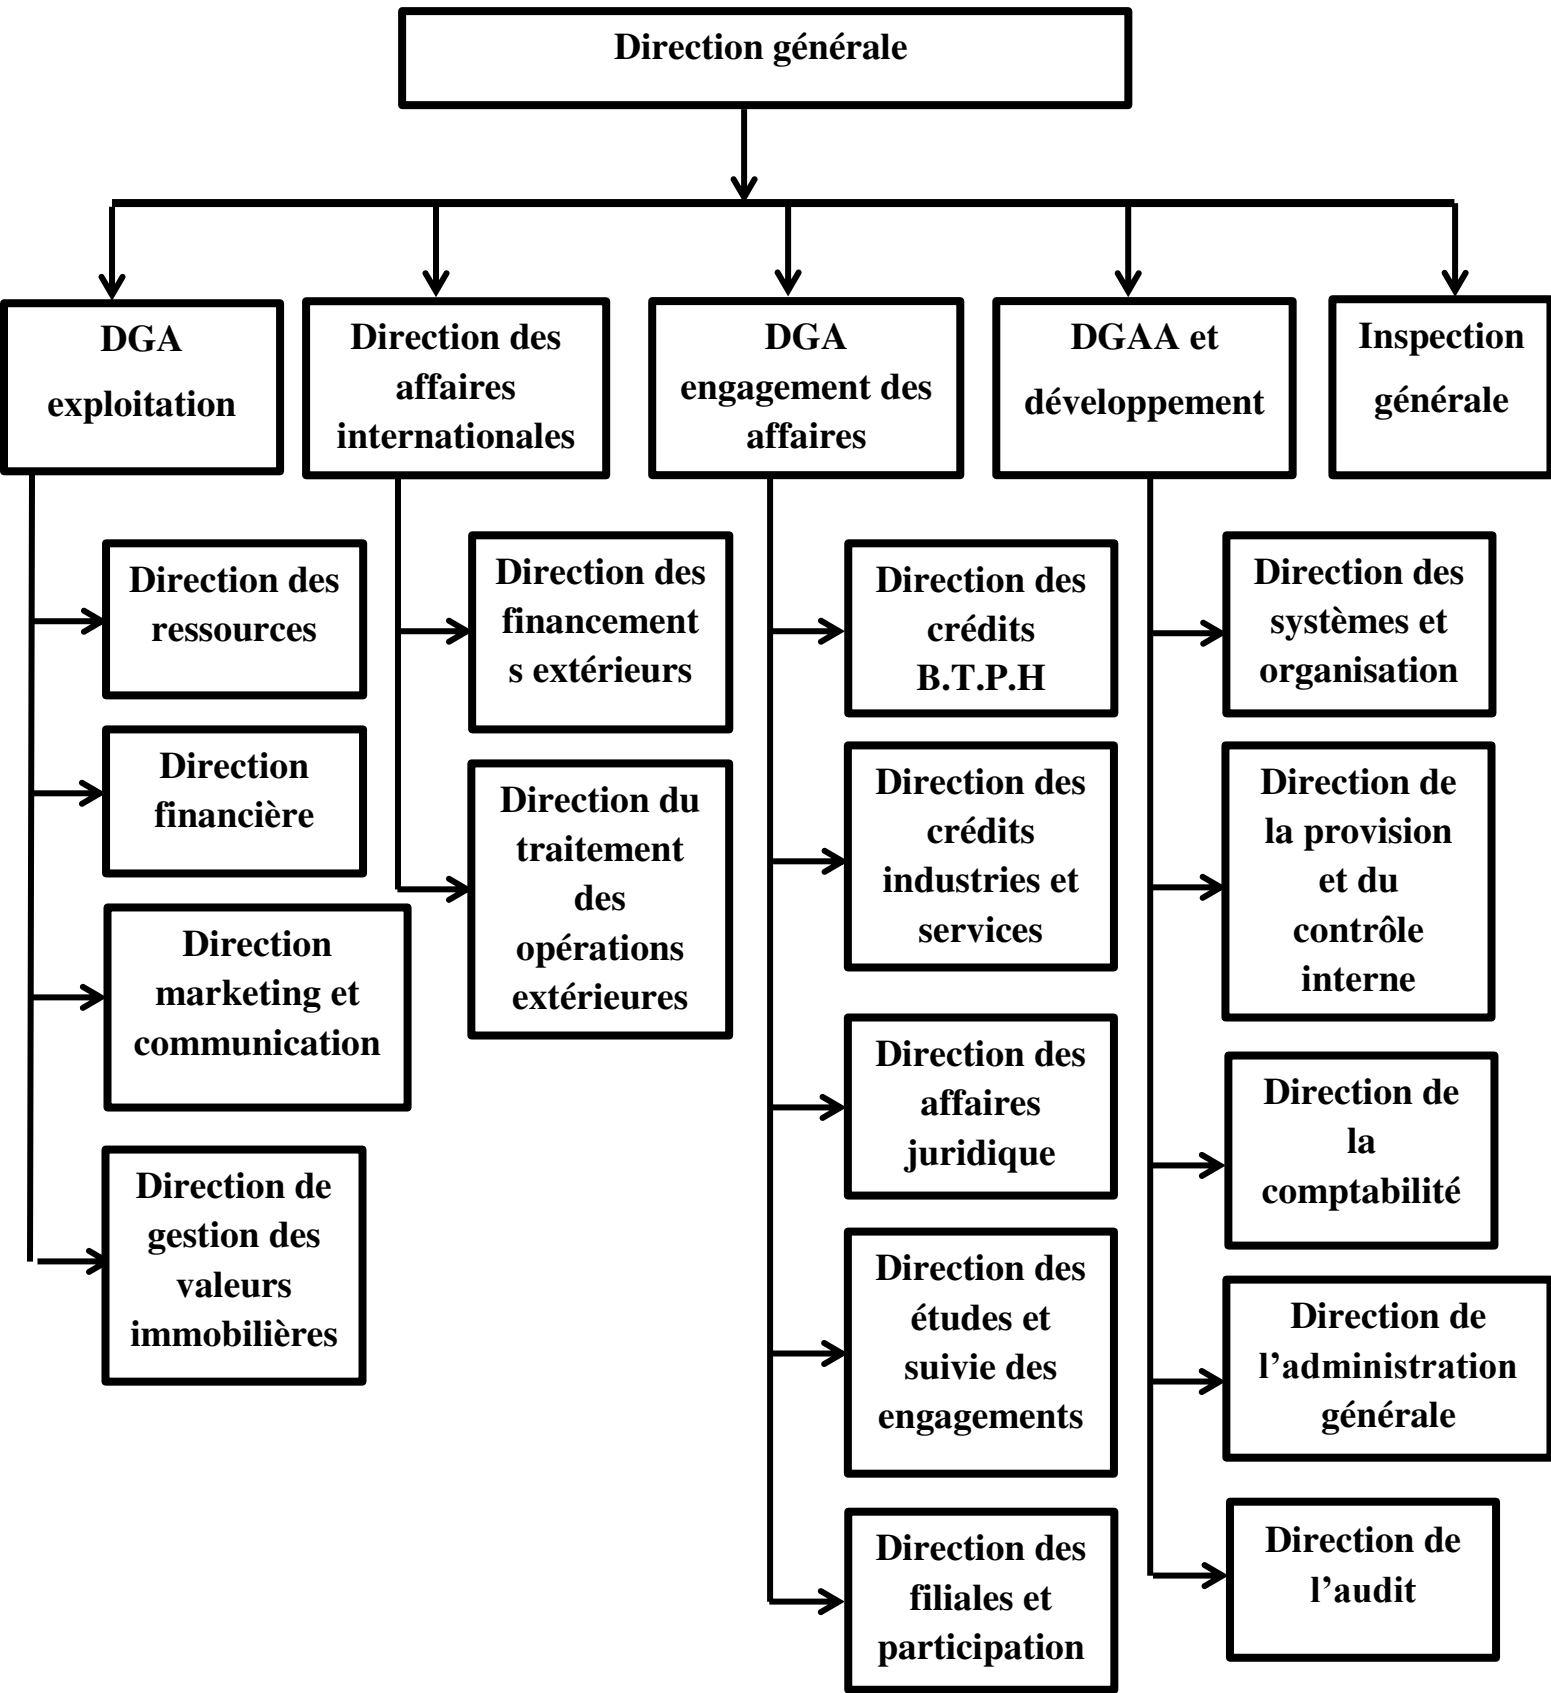 Direction générale
DGA
exploitation
Direction des
affaires
internationales
DGA
engagement des
affaires
DGAA et
développement
Inspection
générale
Direction des
ressources
Direction
financière
Direction
marketing et
communication
Direction de
gestion des
valeurs
immobilières
Direction des
financement
s extérieurs
Direction du
traitement
des
opérations
extérieures
Direction des
crédits
B.T.P.H
Direction des
crédits
industries et
services
Direction des
affaires
juridique
Direction des
études et
suivie des
engagements
Direction des
filiales et
participation
Direction des
systèmes et
organisation
Direction de
la provision
et du
contrôle
interne
Direction de
la
comptabilité
Direction de
l’administration
générale
Direction de
l’audit